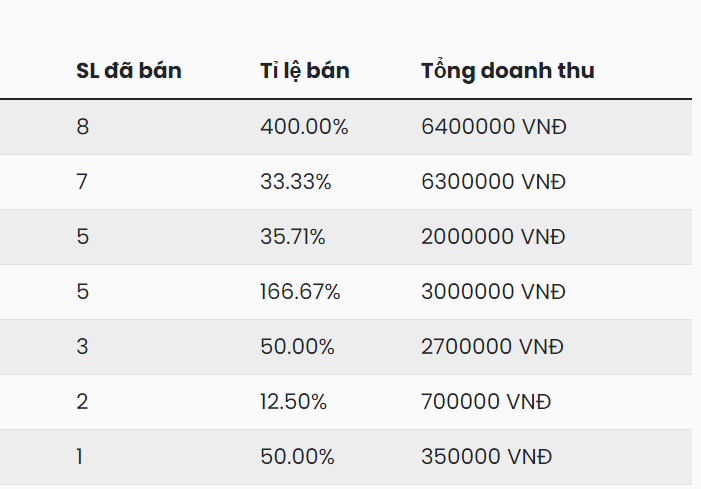 SL đã bán Tỉ lệ bán Tổng doanh thu
8 400.00% 6400000 VNĐ
7 33.33% 6300000 VNĐ
5 35.71% 2000000 VNĐ
5 166.67% 3000000 VNĐ
3 50.00% 2700000 VNĐ
2 12.50% 700000 VNĐ
1 50.00% 350000 VNĐ